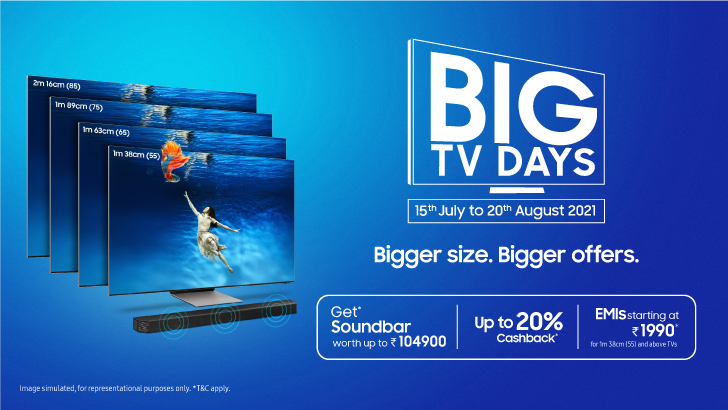 2m 16cm (85)
1m 89cm (75)
1m 63cm (65)
1m 38cm (55)
BIG
TV DAYS
15th July to 20th August 2021
Bigger size. Bigger offers.
Get*
Soundbar
worth up to ₹ 104900
Up to 20%
Cashback*
EMIs starting at
₹ 1990*
for 1m 38cm (55) and above TVs
Image simulated, for representational purposes only. *T&C apply.